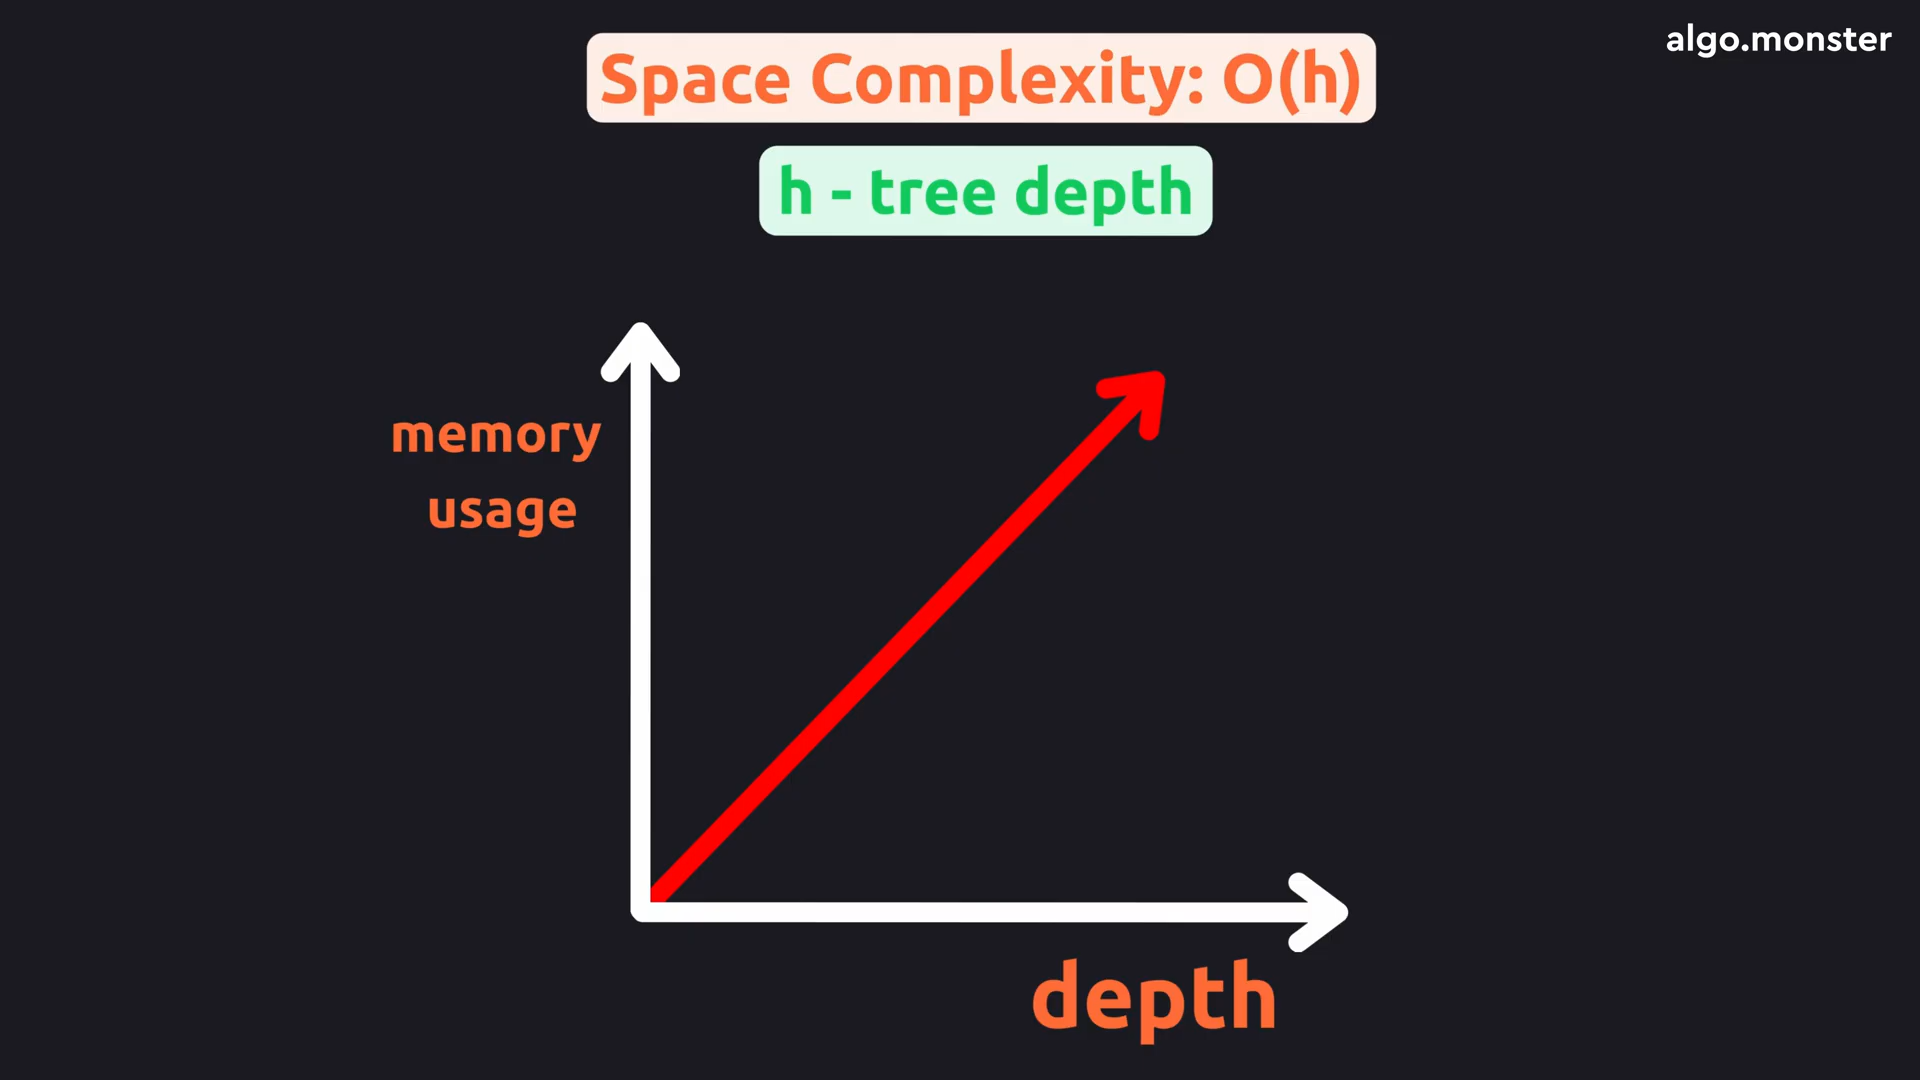 algo.monster
Space Complexity: O(h)
h - tree depth
memory
usage
depth